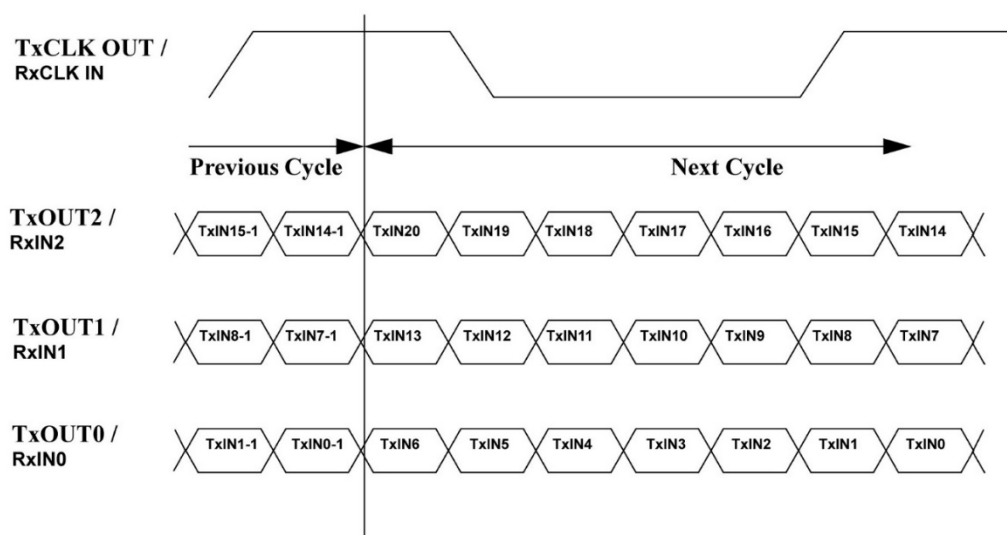 TxCLK OUT /
RxCLK IN
Previous Cycle
Next Cycle
TxOUT2 /
RxIN2
TxIN15-1 TxIN14-1 TxIN20 TxIN19 TxIN18 TxIN17 TxIN16 TxIN15 TxIN14
TxOUT1 /
RxIN1
TxIN8-1 TxIN7-1 TxIN13 TxIN12 TxIN11 TxIN10 TxIN9 TxIN8 TxIN7
TxOUT0 /
RxIN0
TxIN1-1 TxIN0-1 TxIN6 TxIN5 TxIN4 TxIN3 TxIN2 TxIN1 TxIN0